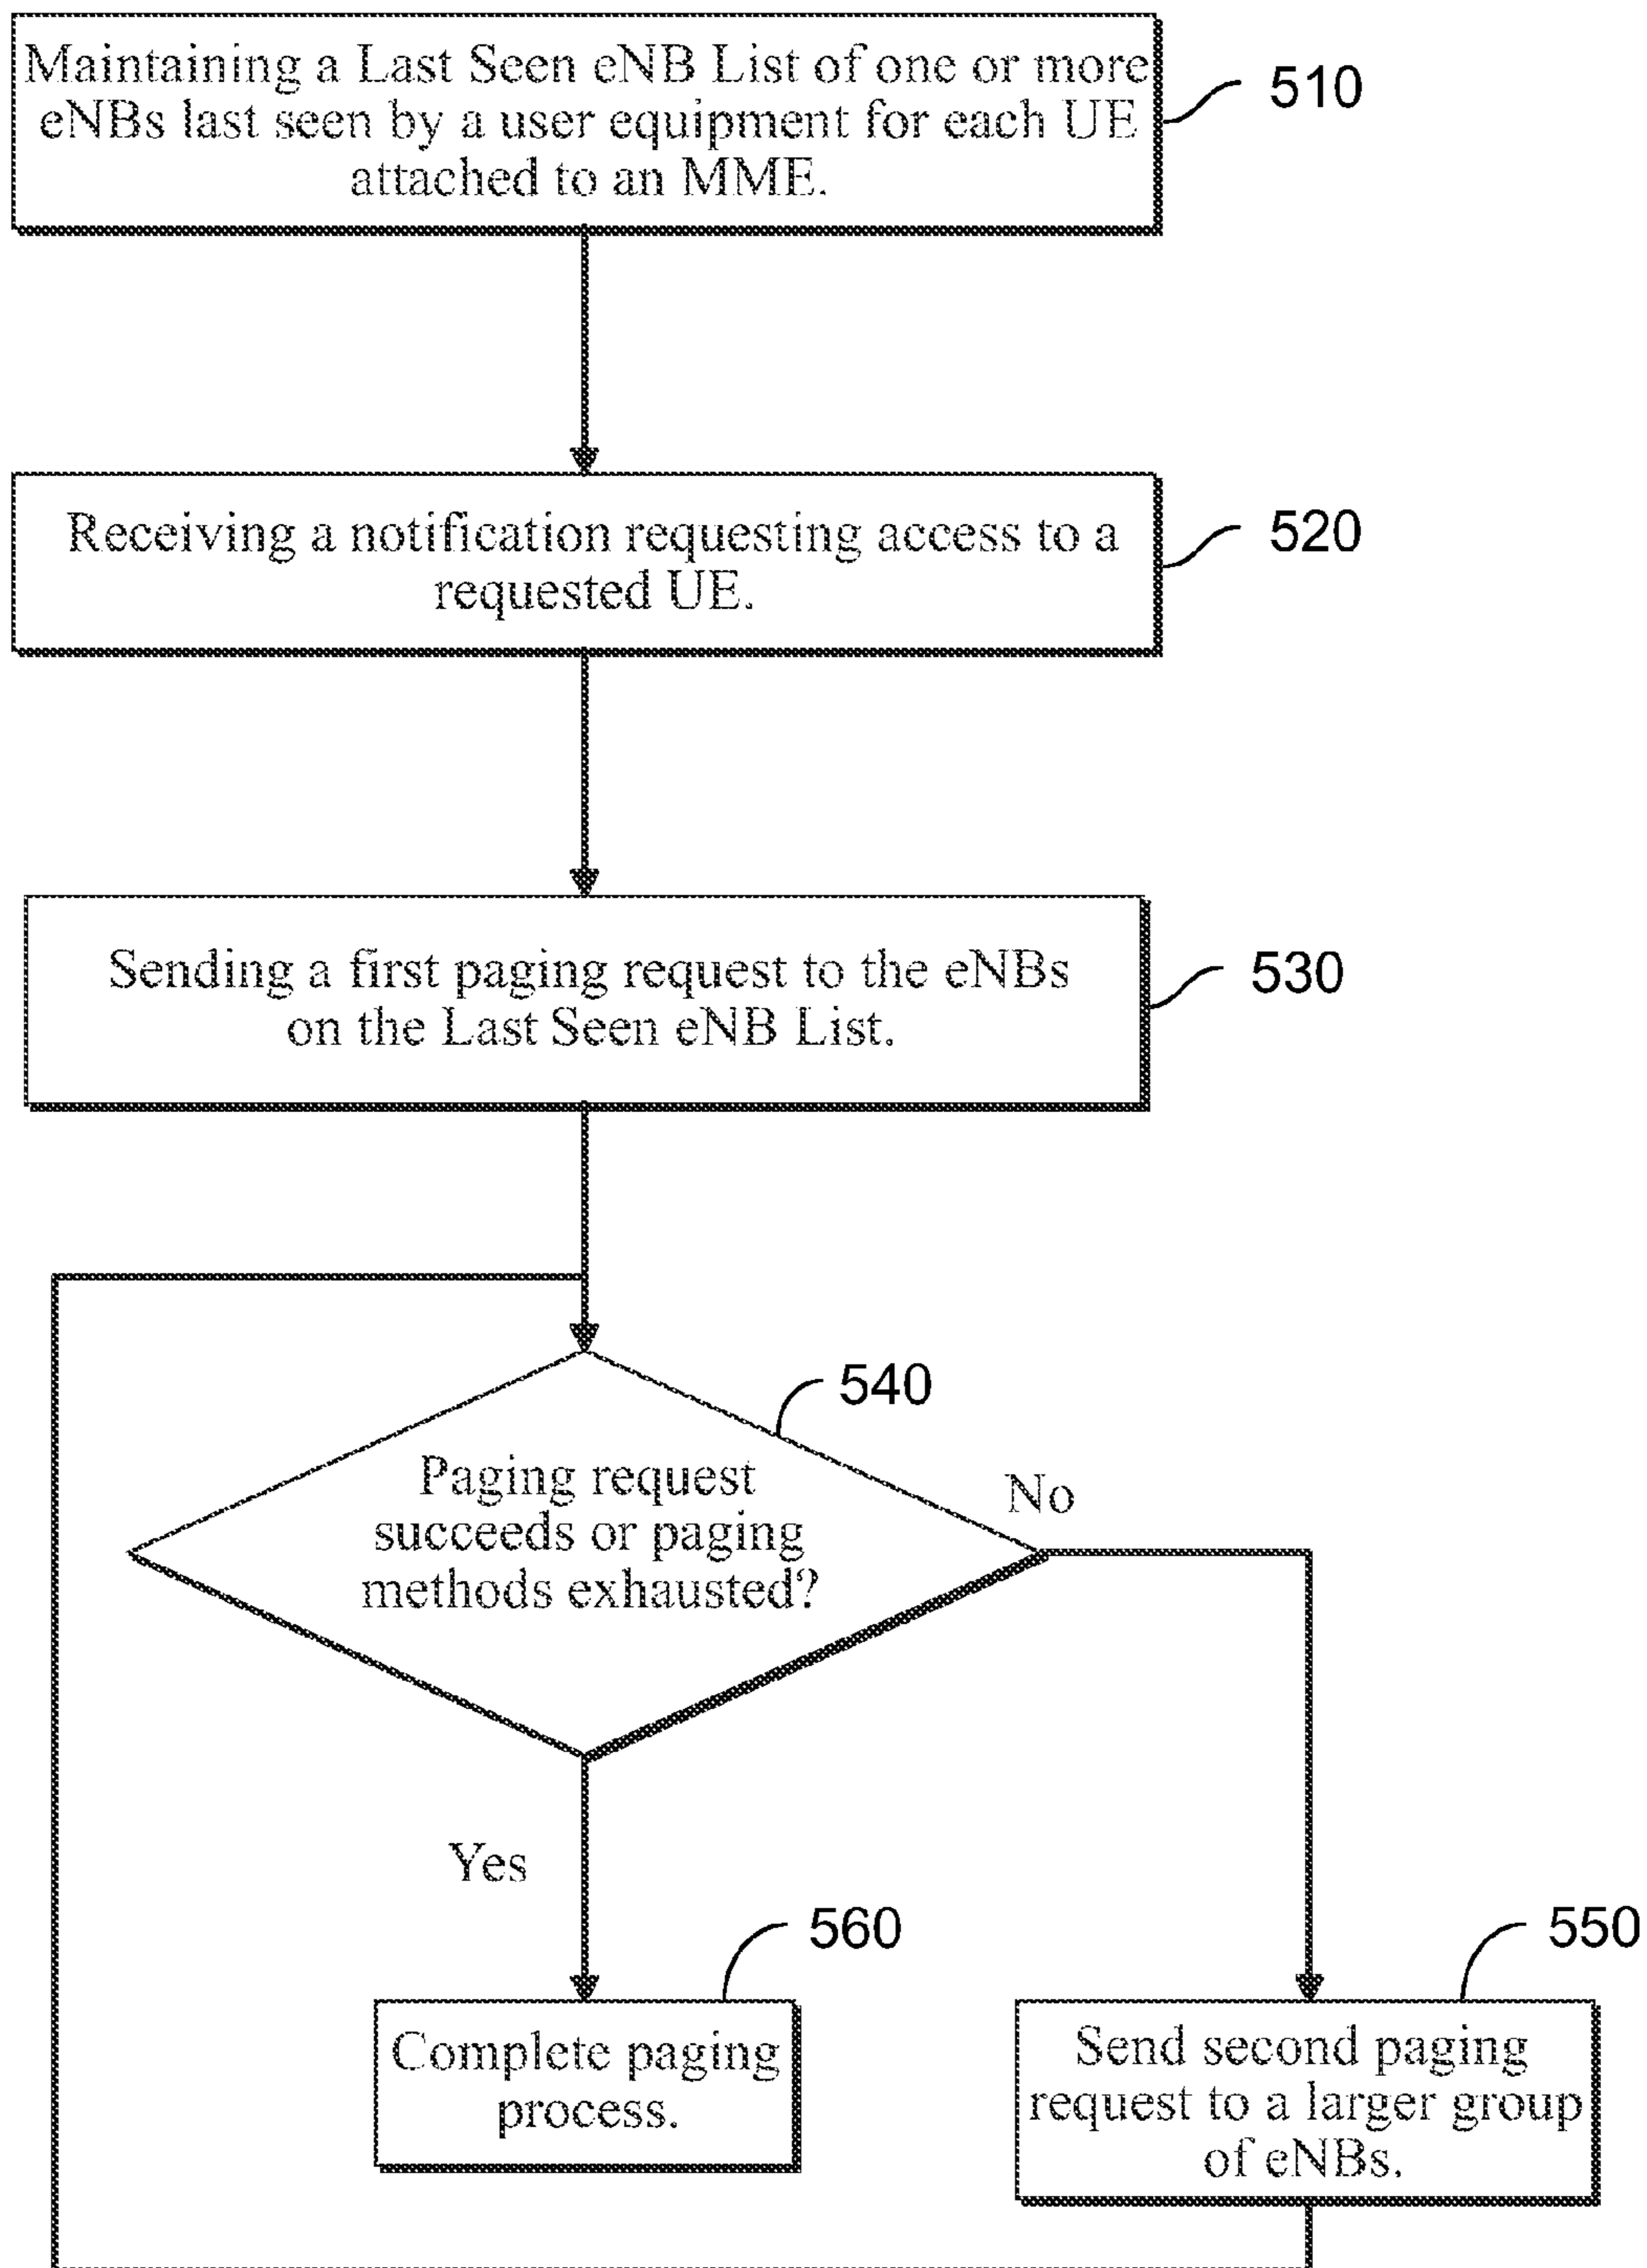 Maintaining a Last Seen eNB List of one or more
eNBs last seen by a user equipment for each UE
attached to an MME.
510
Receiving a notification requesting access to a
requested UE.
520
Sending a first paging request to the eNBs
on the Last Seen eNB List.
530
540
Paging request
succeeds or paging
methods exhausted?
No
Yes
560
550
Complete paging
process.
Send second paging
request to a larger group
of eNBs.